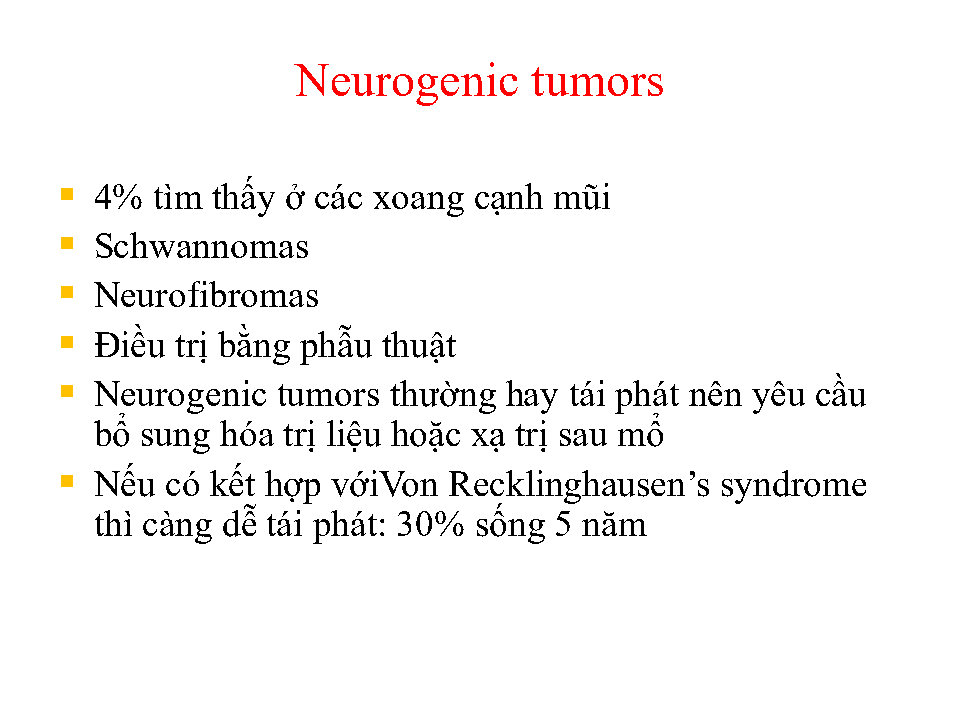 Neurogenic tumors
4% tìm thấy ở các xoang cạnh mũi
Schwannomas
Neurofibromas
Điều trị bằng phẫu thuật
Neurogenic tumors thường hay tái phát nên yêu cầu
bổ sung hóa trị liệu hoặc xạ trị sau mổ
Nếu có kết hợp vớiVon Recklinghausen’s syndrome
thì càng dễ tái phát: 30% sống 5 năm